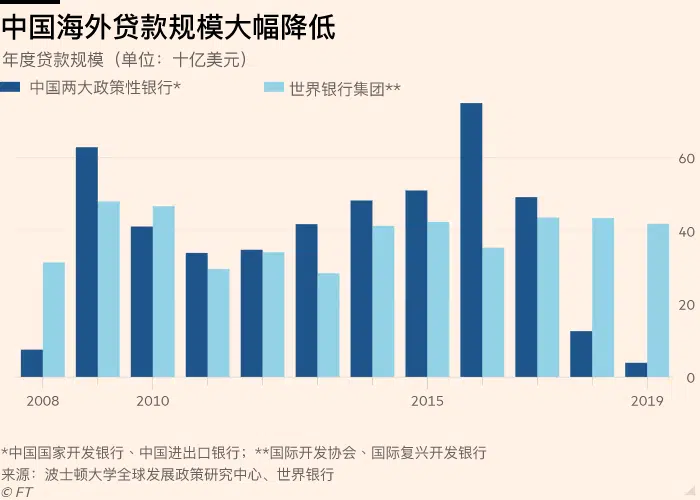 中国海外贷款规模大幅降低
年度贷款规模（单位：十亿美元）
中国两大政策性银行* 世界银行集团**
60
40
20
0
2008 2010 2015 2019
*中国国家开发银行、中国进出口银行；**国际开发协会、国际复兴开发银行
来源：波士顿大学全球发展政策研究中心、世界银行
© FT